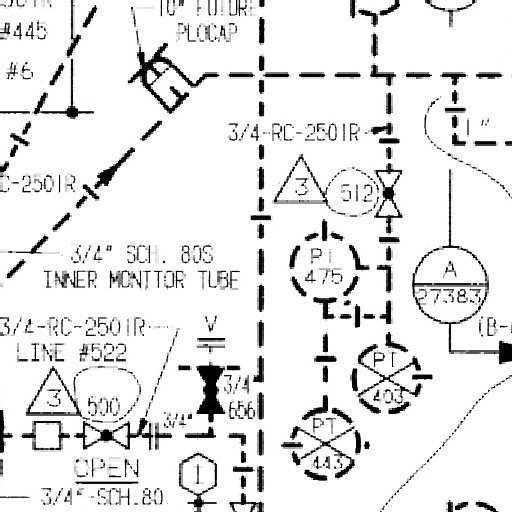 10" FUTURE
PLOCAP
#445
#6
3/4-RC-2501R
3
512
C-2501R
PI
475
A
27383
1"
3/4" SCH. 80S
INNER MONITOR TUBE
3/4-RC-2501R
LINE #522
V
(B-
PT
403
3/4
656
3
500
3/4"
PT
443
OPEN
1
3/4"-SCH.80